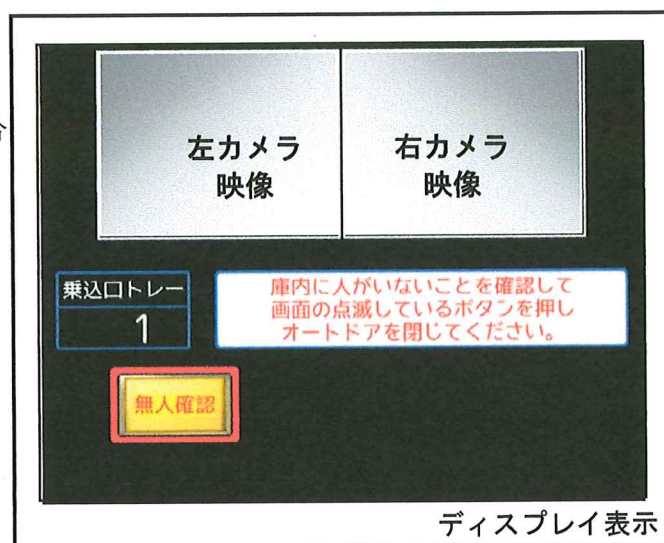 左カメラ
映像
右カメラ
映像
乗込口トレー
1
庫内に人がいないことを確認して
画面の点滅しているボタンを押し
オートドアを閉じてください。
無人確認
ディスプレイ表示